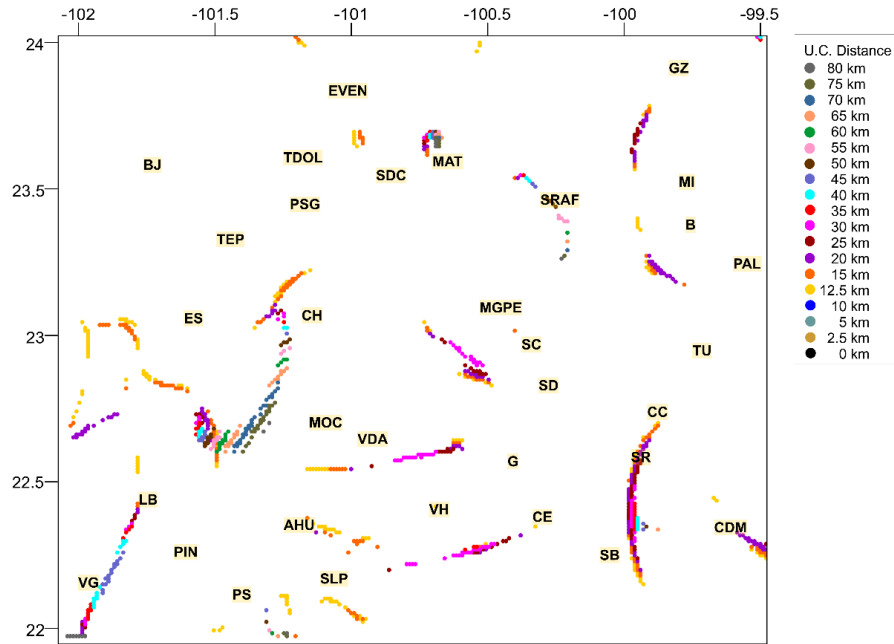 -102 -101.5 -101 -100.5 -100 -99.5
24
U.C. Distance
GZ
80 km
EVEN
75 km
70 km
65 km
60 km
TDOL
MAT
55 km
BJ
SDC
50 km
23.5
MI
45 km
PSG
SRAF
40 km
B
35 km
TEP
30 km
PAL
25 km
20 km
15 km
MGPE
12.5 km
ES
CH
10 km
23
SC
TU
5 km
2.5 km
SD
0 km
CC
MOC
VDA
SR
G
22.5
LB
VH
CE
AHU
CDM
PIN
SB
SLP
VG
PS
22